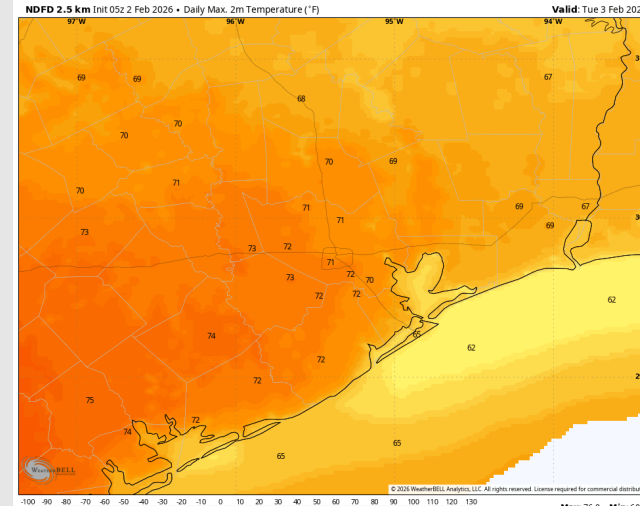 NDFD 2.5 km Init 05z 2 Feb 2026 • Daily Max. 2m Temperature (°F)
Valid: Tue 3 Feb 202
97°W 96°W 95°W 94°W
69 69 67
68
70 70
70 69
71
70
71 69 67
71 69
73
73 72
71
72 70
73
72 72
62
74 65
62
72
72
75
72
74
65
65
WeatherBELL
© 2026 WeatherBELL Analytics, LLC. All rights reserved. License required for commercial distribut
-100 -90 -80 -70 -60 -50 -40 -30 -20 -10 0 10 20 30 40 50 60 70 80 90 100 110 120 130